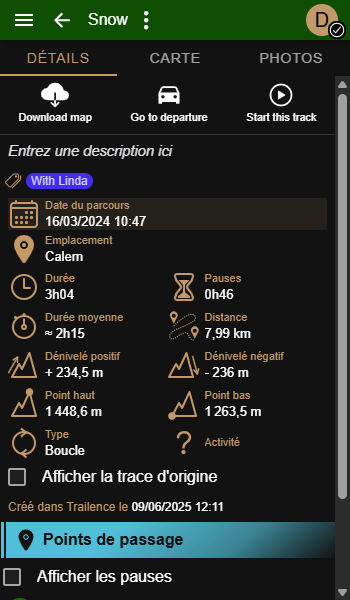 Snow
D
DÉTAILS
CARTE
PHOTOS
Download map
Go to departure
Start this track
Entrez une description ici
With Linda
Date du parcours
16/03/2024 10:47
Emplacement
Calern
Durée
3h04
Pauses
0h46
Durée moyenne
≈ 2h15
Distance
7,99 km
Dénivelé positif
+ 234,5 m
Dénivelé négatif
- 236 m
Point haut
1 448,6 m
Point bas
1 263,5 m
Type
Boucle
Activité
Afficher la trace d'origine
Créé dans Trailence le 09/06/2025 12:11
Points de passage
Afficher les pauses